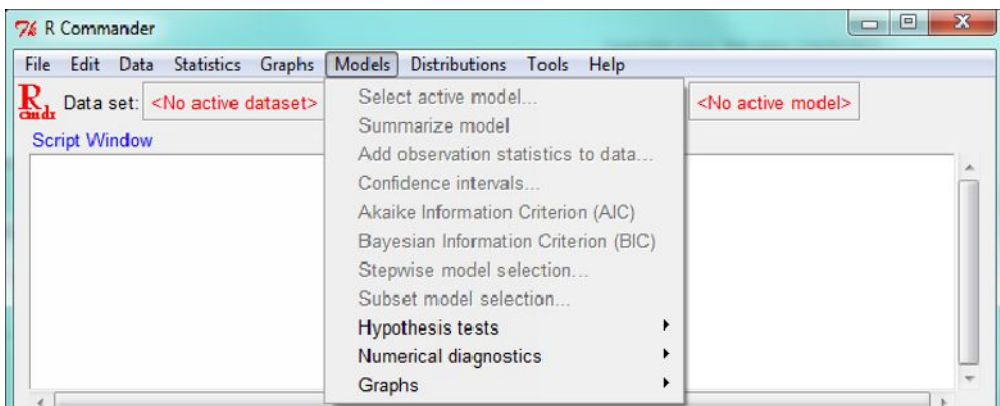 R Commander
File Edit Data Statistics Graphs Models Distributions Tools Help
Rcmdr Data set: <No active dataset> <No active model>
Script Window
Select active model...
Summarize model
Add observation statistics to data...
Confidence intervals...
Akaike Information Criterion (AIC)
Bayesian Information Criterion (BIC)
Stepwise model selection...
Subset model selection...
Hypothesis tests
Numerical diagnostics
Graphs